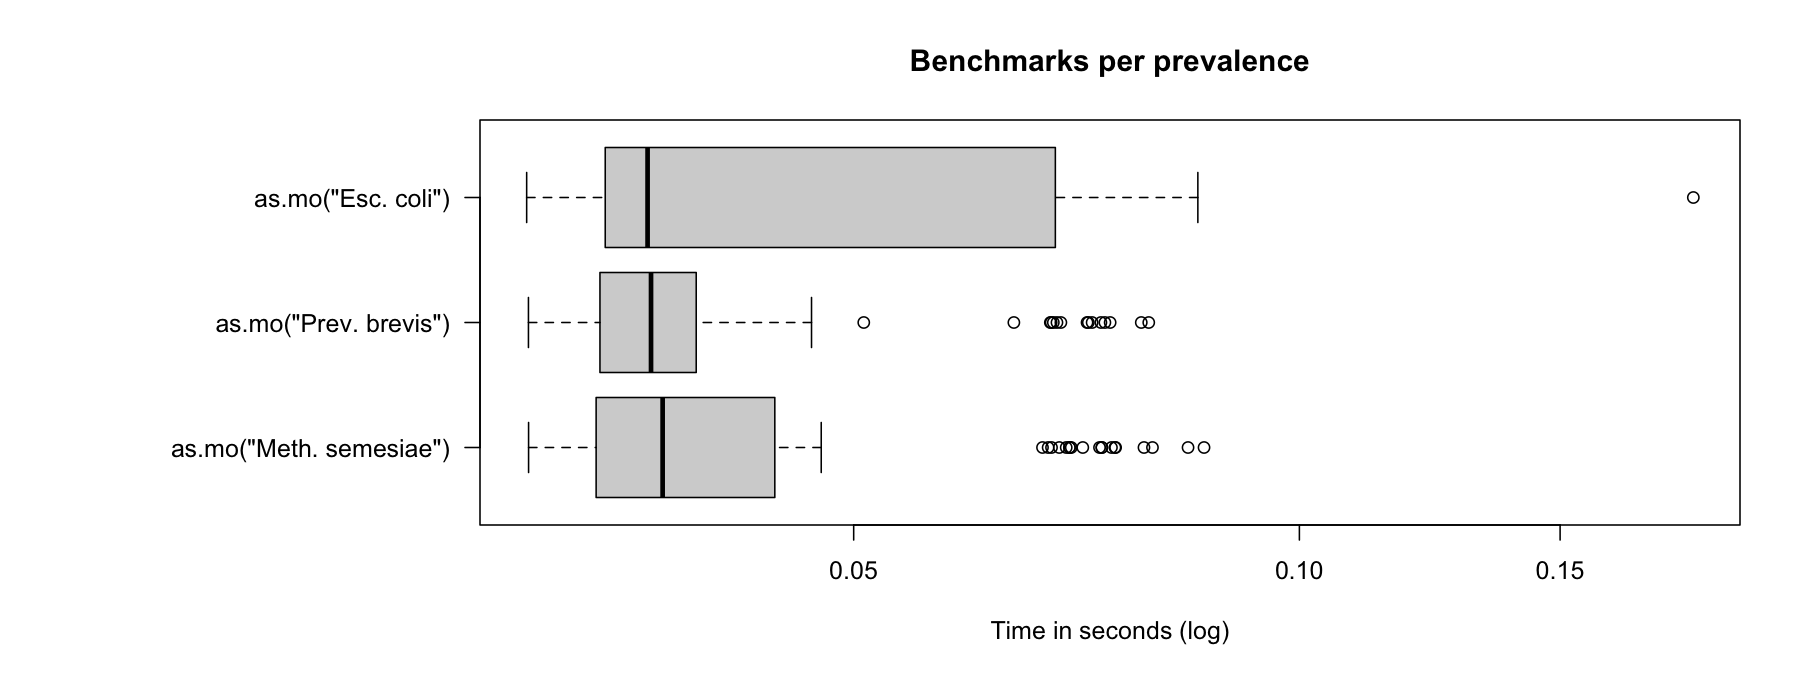 Benchmarks per prevalence
as.mo("Esc. coli")
as.mo("Prev. brevis")
as.mo("Meth. semesiae")
0.05 0.10 0.15
Time in seconds (log)